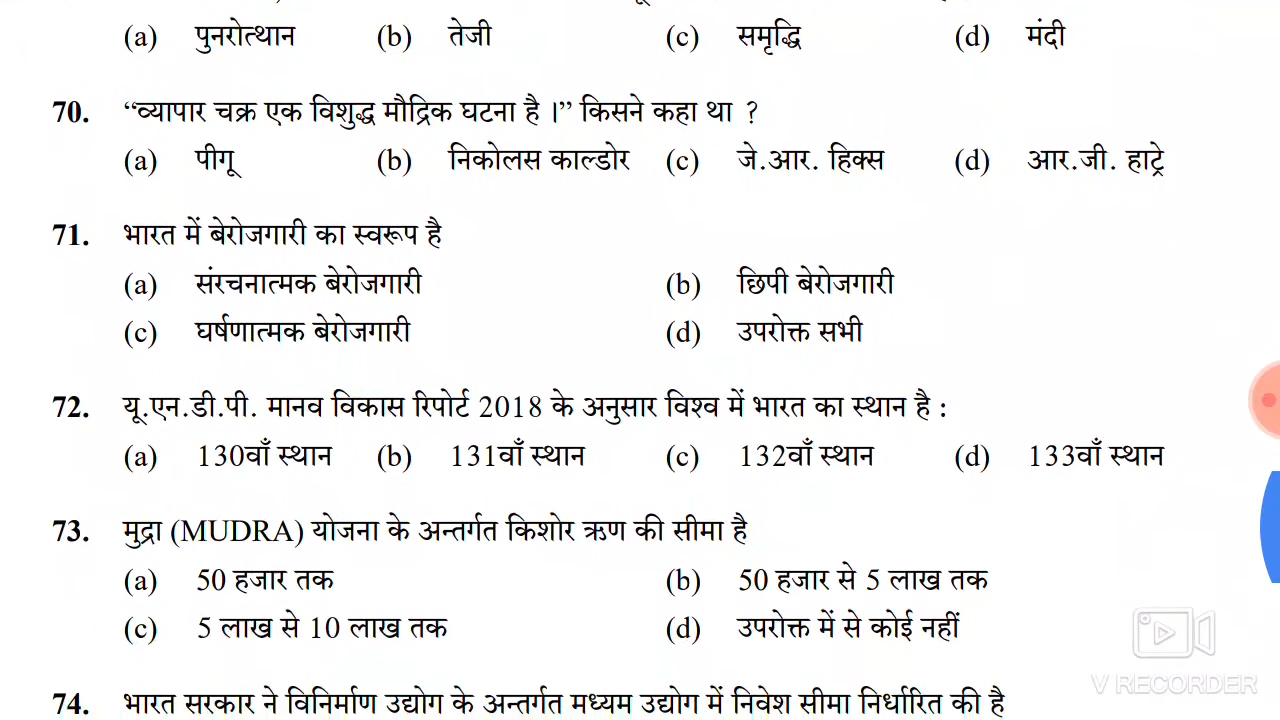 (a) पुनरोत्थान (b) तेजी (c) समृद्धि (d) मंदी
70. “व्यापार चक्र एक विशुद्ध मौद्रिक घटना है ।” किसने कहा था ?
(a) पीगू (b) निकोलस काल्डोर (c) जे.आर. हिक्स (d) आर.जी. हाट्रे
71. भारत में बेरोजगारी का स्वरूप है
(a) संरचनात्मक बेरोजगारी (b) छिपी बेरोजगारी
(c) घर्षणात्मक बेरोजगारी (d) उपरोक्त सभी
72. यू.एन.डी.पी. मानव विकास रिपोर्ट 2018 के अनुसार विश्व में भारत का स्थान है :
(a) 130वाँ स्थान (b) 131वाँ स्थान (c) 132वाँ स्थान (d) 133वाँ स्थान
73. मुद्रा (MUDRA) योजना के अन्तर्गत किशोर ऋण की सीमा है
(a) 50 हजार तक (b) 50 हजार से 5 लाख तक
(c) 5 लाख से 10 लाख तक (d) उपरोक्त में से कोई नहीं
V RECORDER
74. भारत सरकार ने विनिर्माण उद्योग के अन्तर्गत मध्यम उद्योग में निवेश सीमा निर्धारित की है